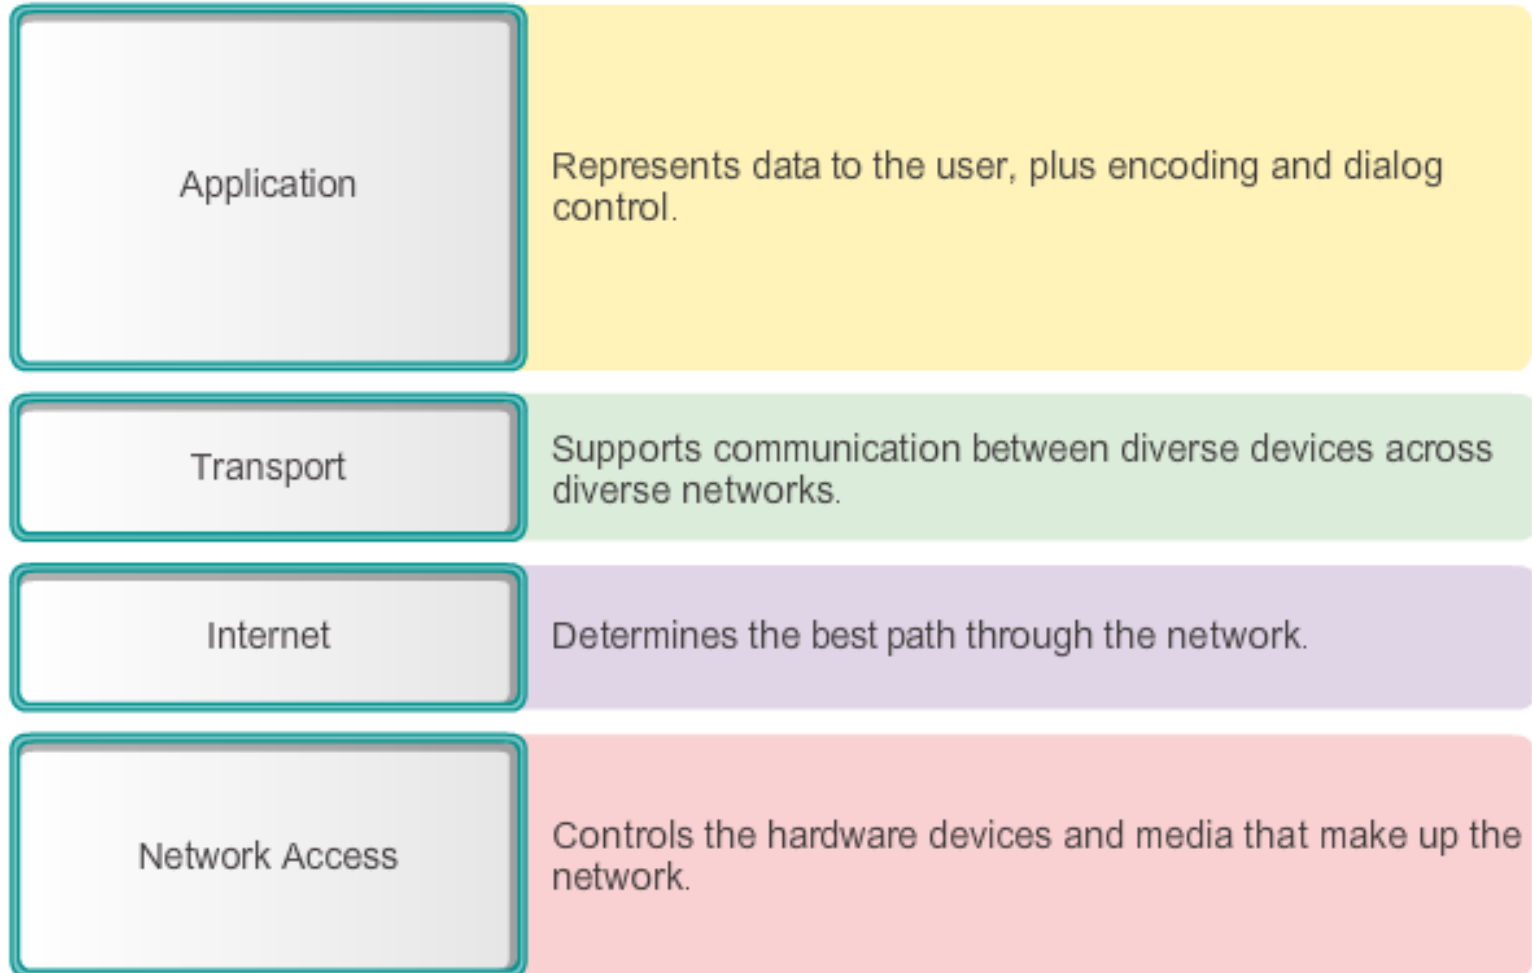 Application
Represents data to the user, plus encoding and dialog
control.
Transport
Supports communication between diverse devices across
diverse networks.
Internet
Determines the best path through the network.
Network Access
Controls the hardware devices and media that make up the
network.